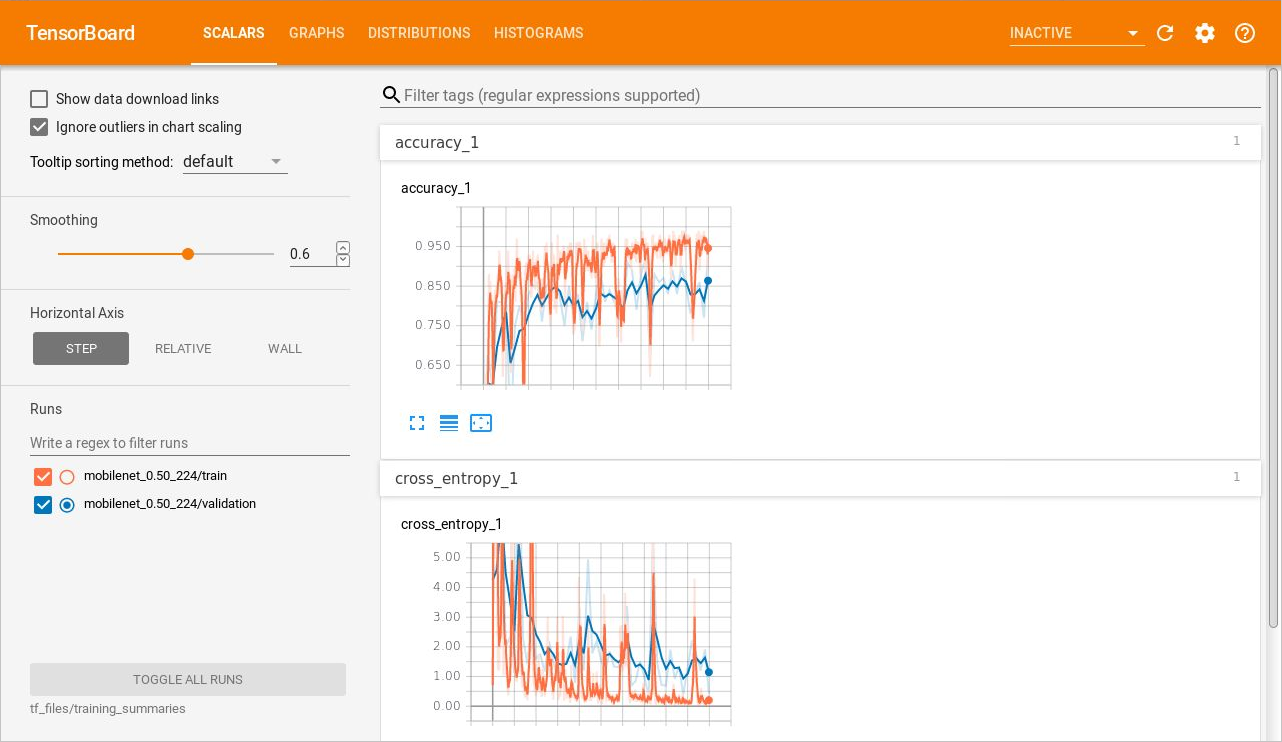 TensorBoard
SCALARS GRAPHS DISTRIBUTIONS HISTOGRAMS
INACTIVE
Show data download links
Ignore outliers in chart scaling
Tooltip sorting method: default
Smoothing
0.6
Horizontal Axis
STEP RELATIVE WALL
Runs
Write a regex to filter runs
mobilenet_0.50_224/train
mobilenet_0.50_224/validation
TOGGLE ALL RUNS
tf_files/training_summaries
Filter tags (regular expressions supported)
accuracy_1 1
accuracy_1
0.950
0.850
0.750
0.650
cross_entropy_1 1
cross_entropy_1
5.00
4.00
3.00
2.00
1.00
0.00